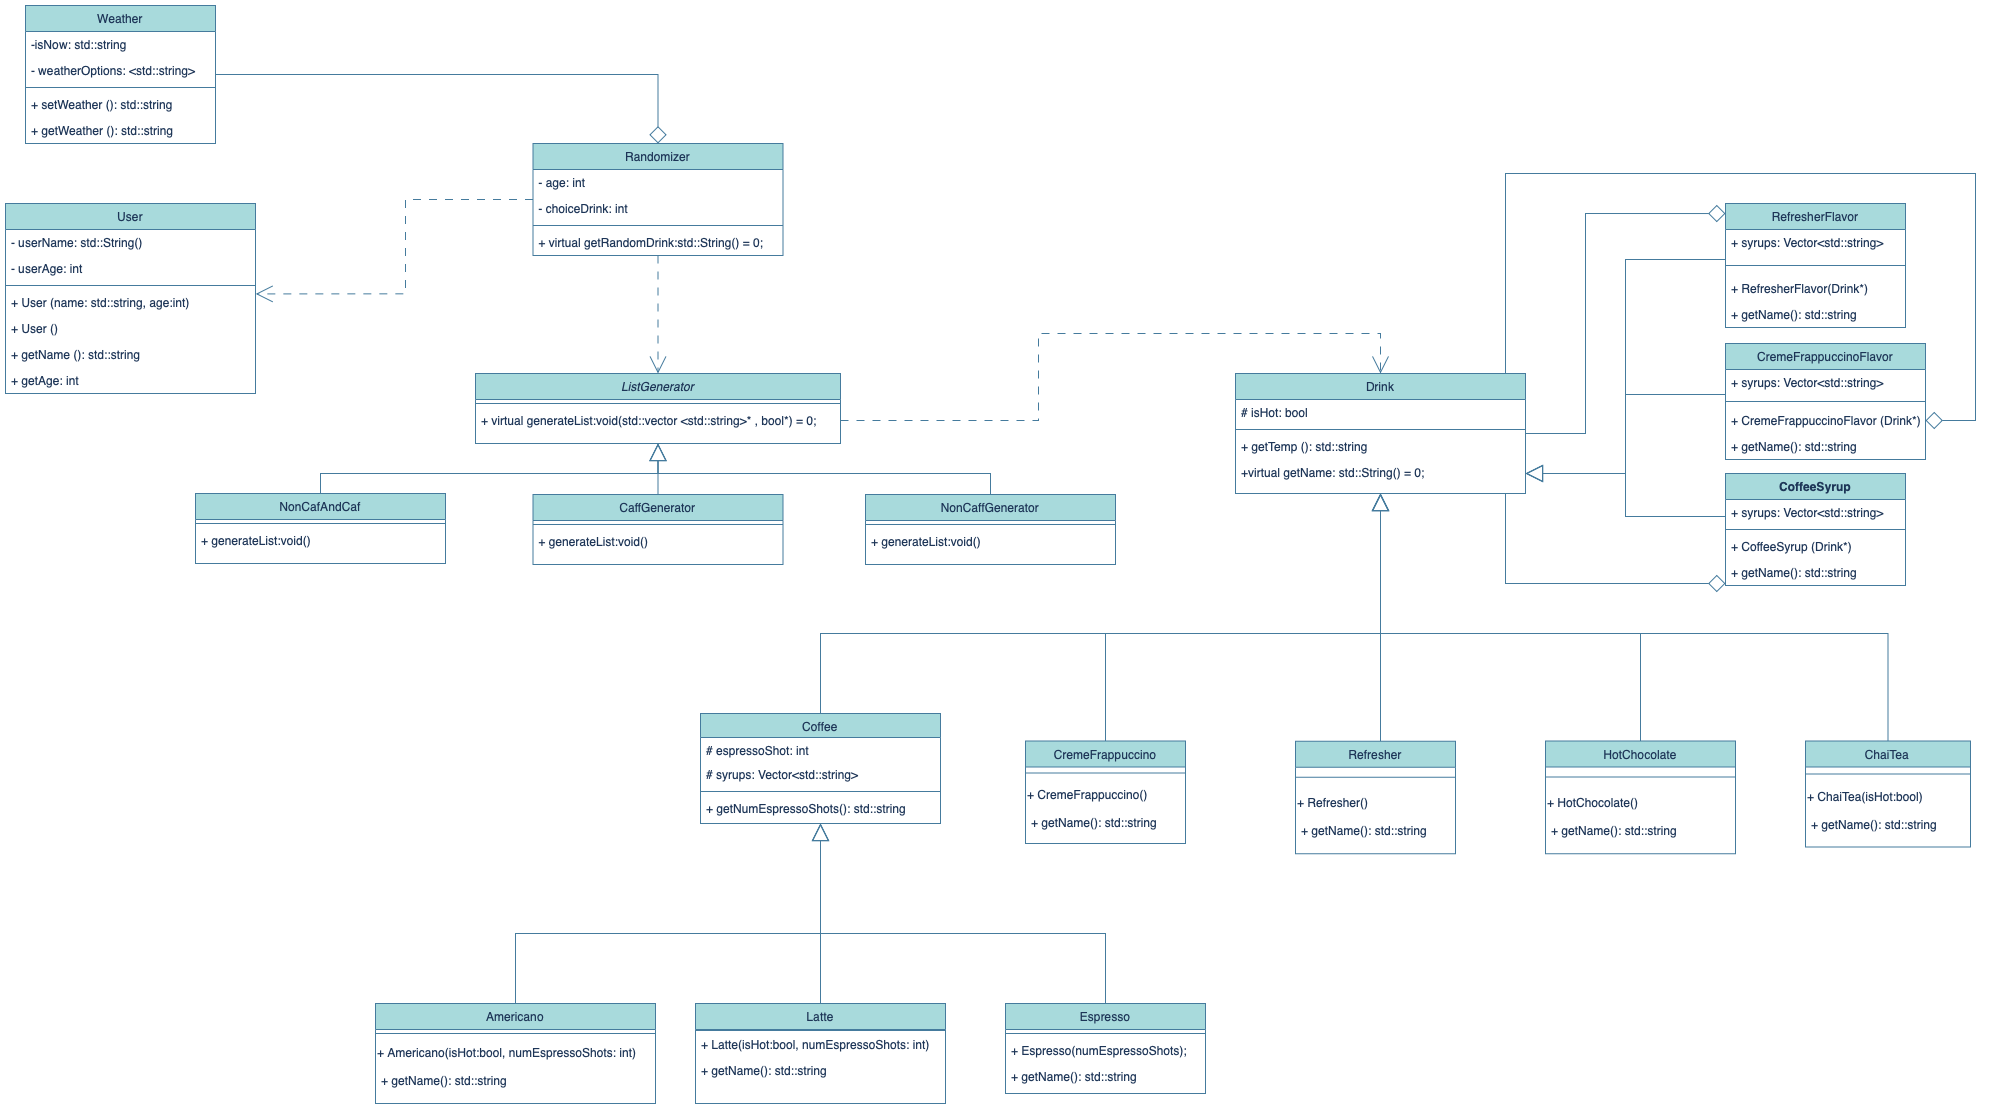 Weather
-isNow: std::string
- weatherOptions: <std::string>
+ setWeather (): std::string
+ getWeather (): std::string
Randomizer
- age: int
- choiceDrink: int
+ virtual getRandomDrink:std::String() = 0;
User
- userName: std::String()
- userAge: int
+ User (name: std::string, age:int)
+ User ()
+ getName (): std::string
+ getAge: int
RefresherFlavor
+ syrups: Vector<std::string>
+ RefresherFlavor(Drink*)
+ getName(): std::string
CremeFrappuccinoFlavor
+ syrups: Vector<std::string>
+ CremeFrappuccinoFlavor (Drink*)
+ getName(): std::string
ListGenerator
+ virtual generateList:void(std::vector <std::string>* , bool*) = 0;
Drink
# isHot: bool
+ getTemp (): std::string
+virtual getName: std::String() = 0;
CoffeeSyrup
+ syrups: Vector<std::string>
+ CoffeeSyrup (Drink*)
+ getName(): std::string
NonCafAndCaf
+ generateList:void()
CaffGenerator
+ generateList:void()
NonCaffGenerator
+ generateList:void()
Coffee
# espressoShot: int
# syrups: Vector<std::string>
+ getNumEspressoShots(): std::string
CremeFrappuccino
+ CremeFrappuccino()
+ getName(): std::string
Refresher
+ Refresher()
+ getName(): std::string
HotChocolate
+ HotChocolate()
+ getName(): std::string
ChaiTea
+ ChaiTea(isHot:bool)
+ getName(): std::string
Americano
+ Americano(isHot:bool, numEspressoShots: int)
+ getName(): std::string
Latte
+ Latte(isHot:bool, numEspressoShots: int)
+ getName(): std::string
Espresso
+ Espresso(numEspressoShots);
+ getName(): std::string